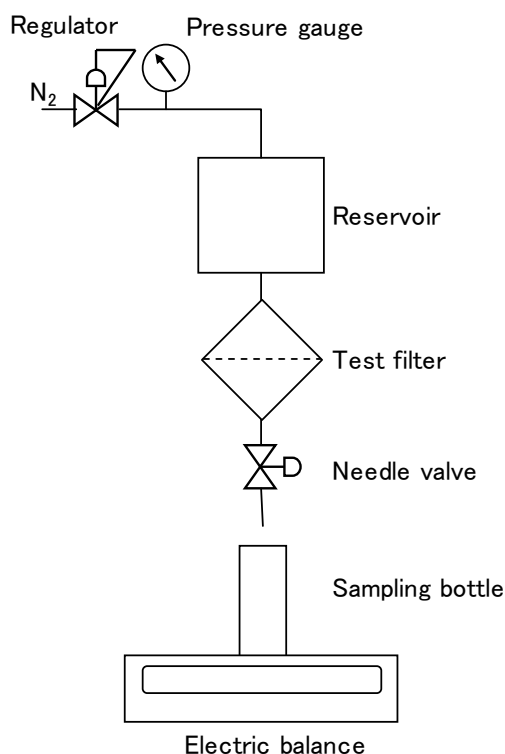 Regulator
Pressure gauge
N₂
Reservoir
Test filter
Needle valve
Sampling bottle
Electric balance